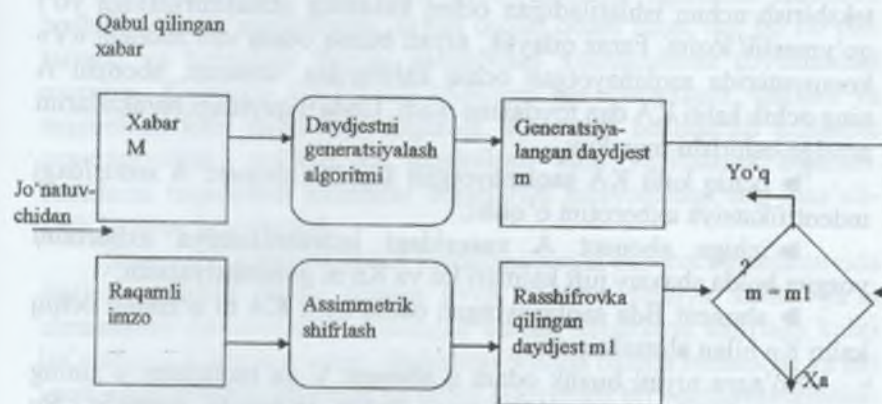 Qabul qilingan
xabar
Xabar
M
Daydjestni
generatsiyalash
algoritmi
Generatsiya-
langan daydjest
m
Yo‘q
Jo‘natuv-
chidan
Raqamli
imzo
Assimmetrik
shifrlash
Rasshifrovka
qilingan
daydjest m1
?
m = m1
Xa